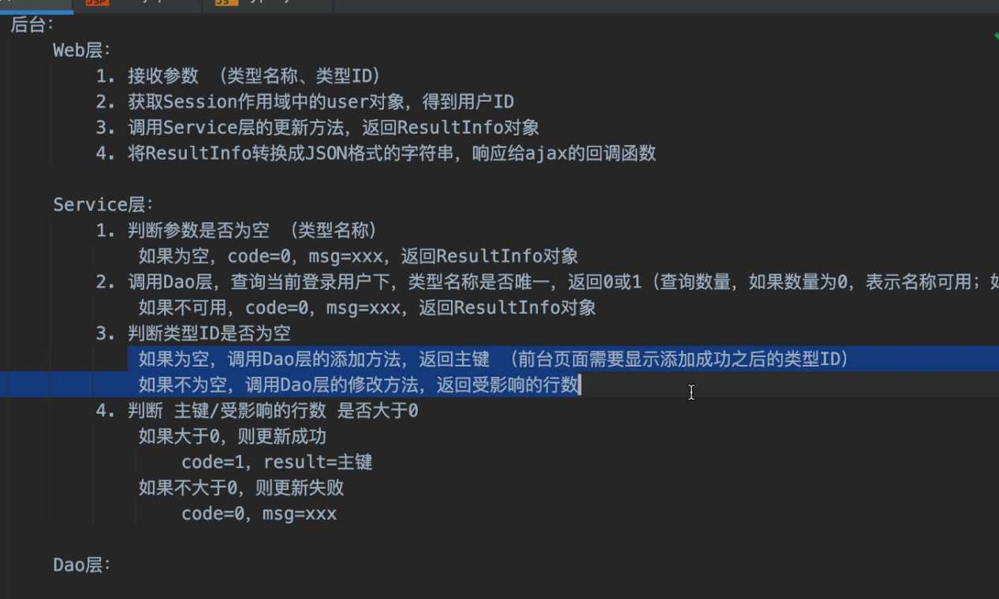 JSP
JS
后台:
Web层:
1. 接收参数 （类型名称、类型ID）
2. 获取Session作用域中的user对象，得到用户ID
3. 调用Service层的更新方法，返回ResultInfo对象
4. 将ResultInfo转换成JSON格式的字符串，响应给ajax的回调函数
Service层:
1. 判断参数是否为空 （类型名称）
如果为空，code=0，msg=xxx，返回ResultInfo对象
2. 调用Dao层，查询当前登录用户下，类型名称是否唯一，返回0或1（查询数量，如果数量为0，表示名称可用；
如果不可用，code=0，msg=xxx，返回ResultInfo对象
3. 判断类型ID是否为空
如果为空，调用Dao层的添加方法，返回主键 （前台页面需要显示添加成功之后的类型ID）
如果不为空，调用Dao层的修改方法，返回受影响的行数
4. 判断 主键/受影响的行数 是否大于0
如果大于0，则更新成功
code=1，result=主键
如果不大于0，则更新失败
code=0，msg=xxx
Dao层: